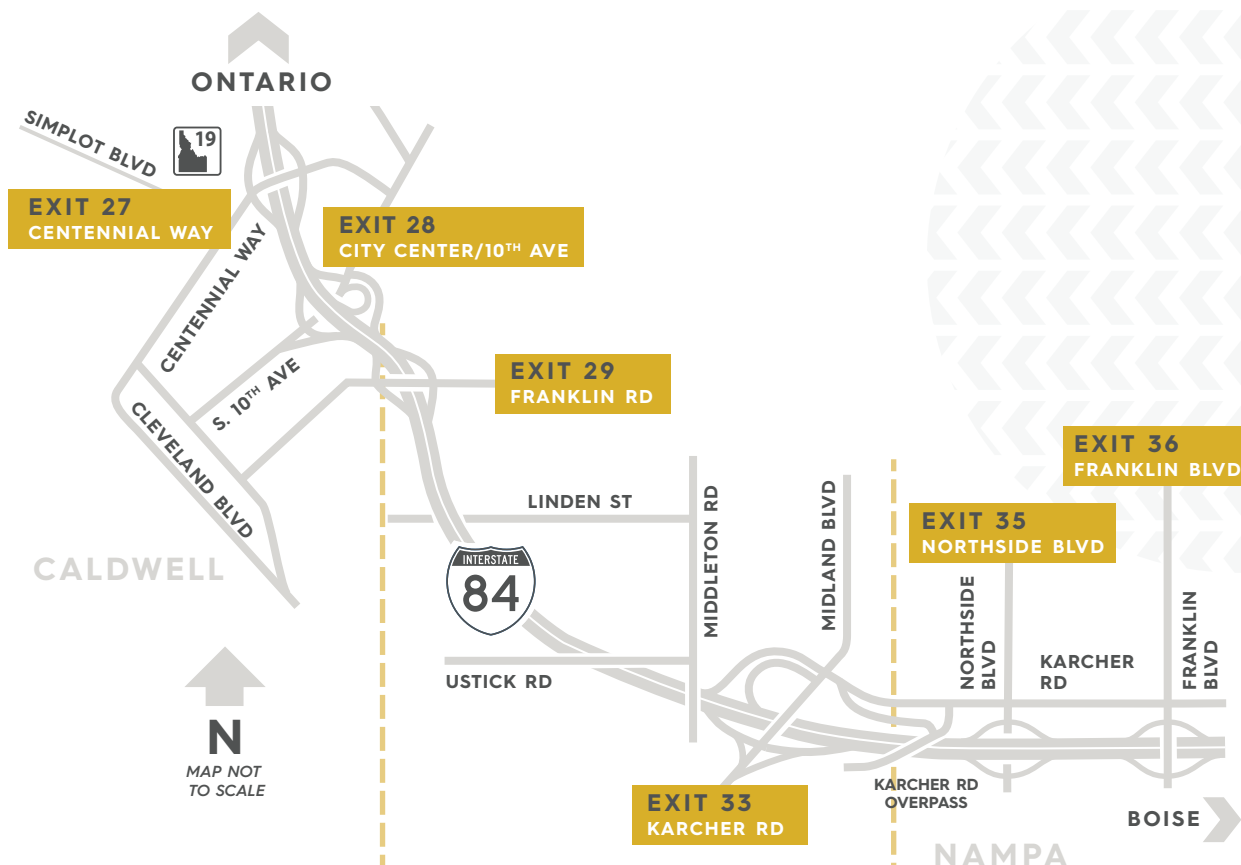 ONTARIO
SIMPLOT BLVD
19
EXIT 27
CENTENNIAL WAY
EXIT 28
CITY CENTER/10TH AVE
CENTENNIAL WAY
S. 10TH AVE
EXIT 29
FRANKLIN RD
CLEVELAND BLVD
EXIT 36
FRANKLIN BLVD
LINDEN ST
MIDDLETON RD
MIDLAND BLVD
EXIT 35
NORTHSIDE BLVD
CALDWELL
INTERSTATE
84
NORTHSIDE
BLVD
KARCHER
RD
FRANKLIN
BLVD
USTICK RD
N
MAP NOT
TO SCALE
EXIT 33
KARCHER RD
KARCHER RD
OVERPASS
BOISE
NAMPA